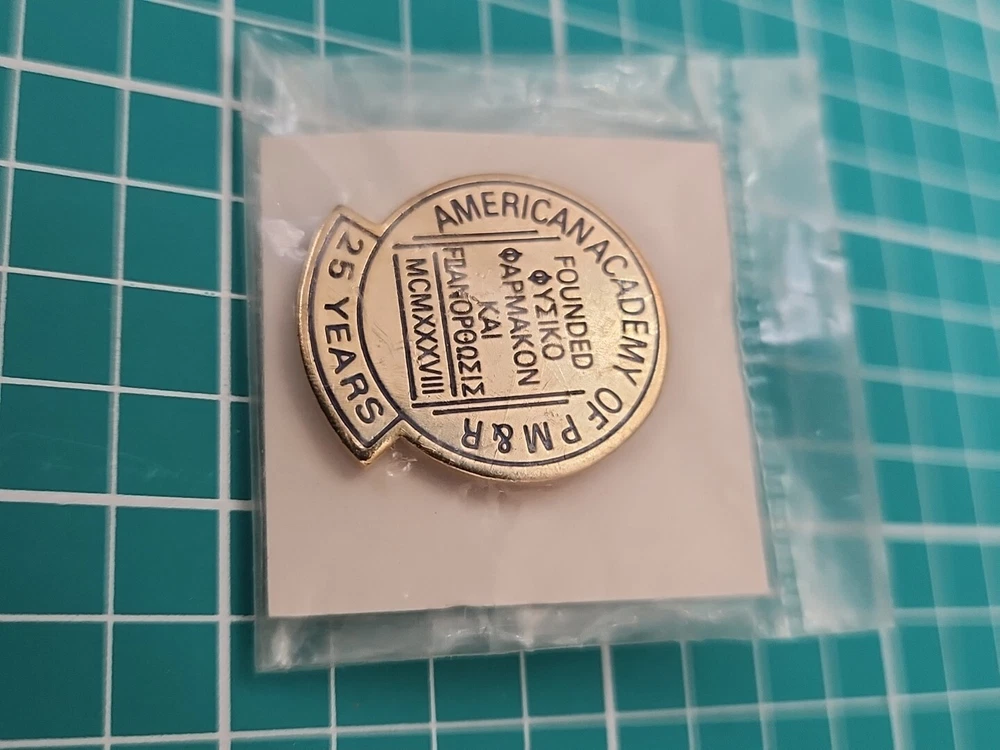 AMERICAN ACADEMY OF PM&R
FOUNDED
ΦΥΣΙΚΟ
ΦΑΡΜΑΚΟΝ
ΚΑΙ
ΕΠΑΝΟΡΘΩΣΙΣ
MCMXXXVIII
25 YEARS